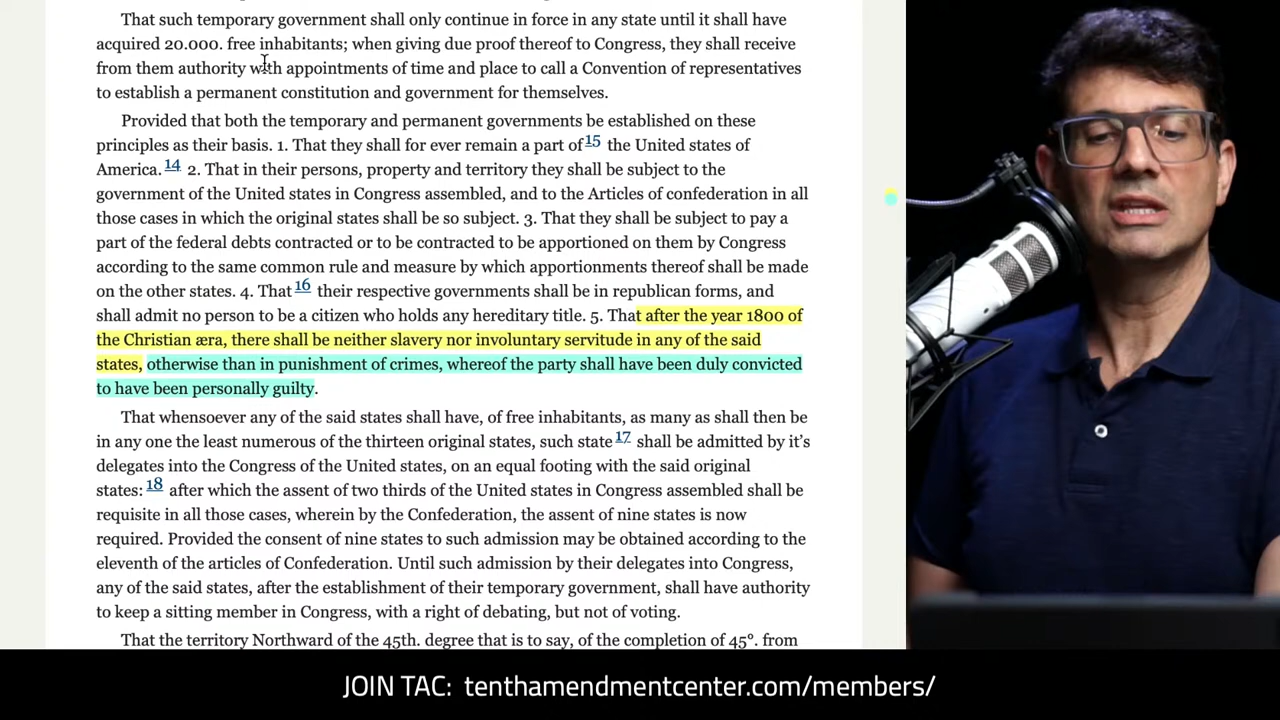 That such temporary government shall only continue in force in any state until it shall have
acquired 20.000. free inhabitants; when giving due proof thereof to Congress, they shall receive
from them authority with appointments of time and place to call a Convention of representatives
to establish a permanent constitution and government for themselves.
Provided that both the temporary and permanent governments be established on these
principles as their basis. 1. That they shall for ever remain a part of 15 the United states of
America. 14 2. That in their persons, property and territory they shall be subject to the
government of the United states in Congress assembled, and to the Articles of confederation in all
those cases in which the original states shall be so subject. 3. That they shall be subject to pay a
part of the federal debts contracted or to be contracted to be apportioned on them by Congress
according to the same common rule and measure by which apportionments thereof shall be made
on the other states. 4. That 16 their respective governments shall be in republican forms, and
shall admit no person to be a citizen who holds any hereditary title. 5. That after the year 1800 of
the Christian æra, there shall be neither slavery nor involuntary servitude in any of the said
states, otherwise than in punishment of crimes, whereof the party shall have been duly convicted
to have been personally guilty.
That whensoever any of the said states shall have, of free inhabitants, as many as shall then be
in any one the least numerous of the thirteen original states, such state 17 shall be admitted by it's
delegates into the Congress of the United states, on an equal footing with the said original
states: 18 after which the assent of two thirds of the United states in Congress assembled shall be
requisite in all those cases, wherein by the Confederation, the assent of nine states is now
required. Provided the consent of nine states to such admission may be obtained according to the
eleventh of the articles of Confederation. Until such admission by their delegates into Congress,
any of the said states, after the establishment of their temporary government, shall have authority
to keep a sitting member in Congress, with a right of debating, but not of voting.
That the territory Northward of the 45th. degree that is to say, of the completion of 45°. from
JOIN TAC: tenthamendmentcenter.com/members/